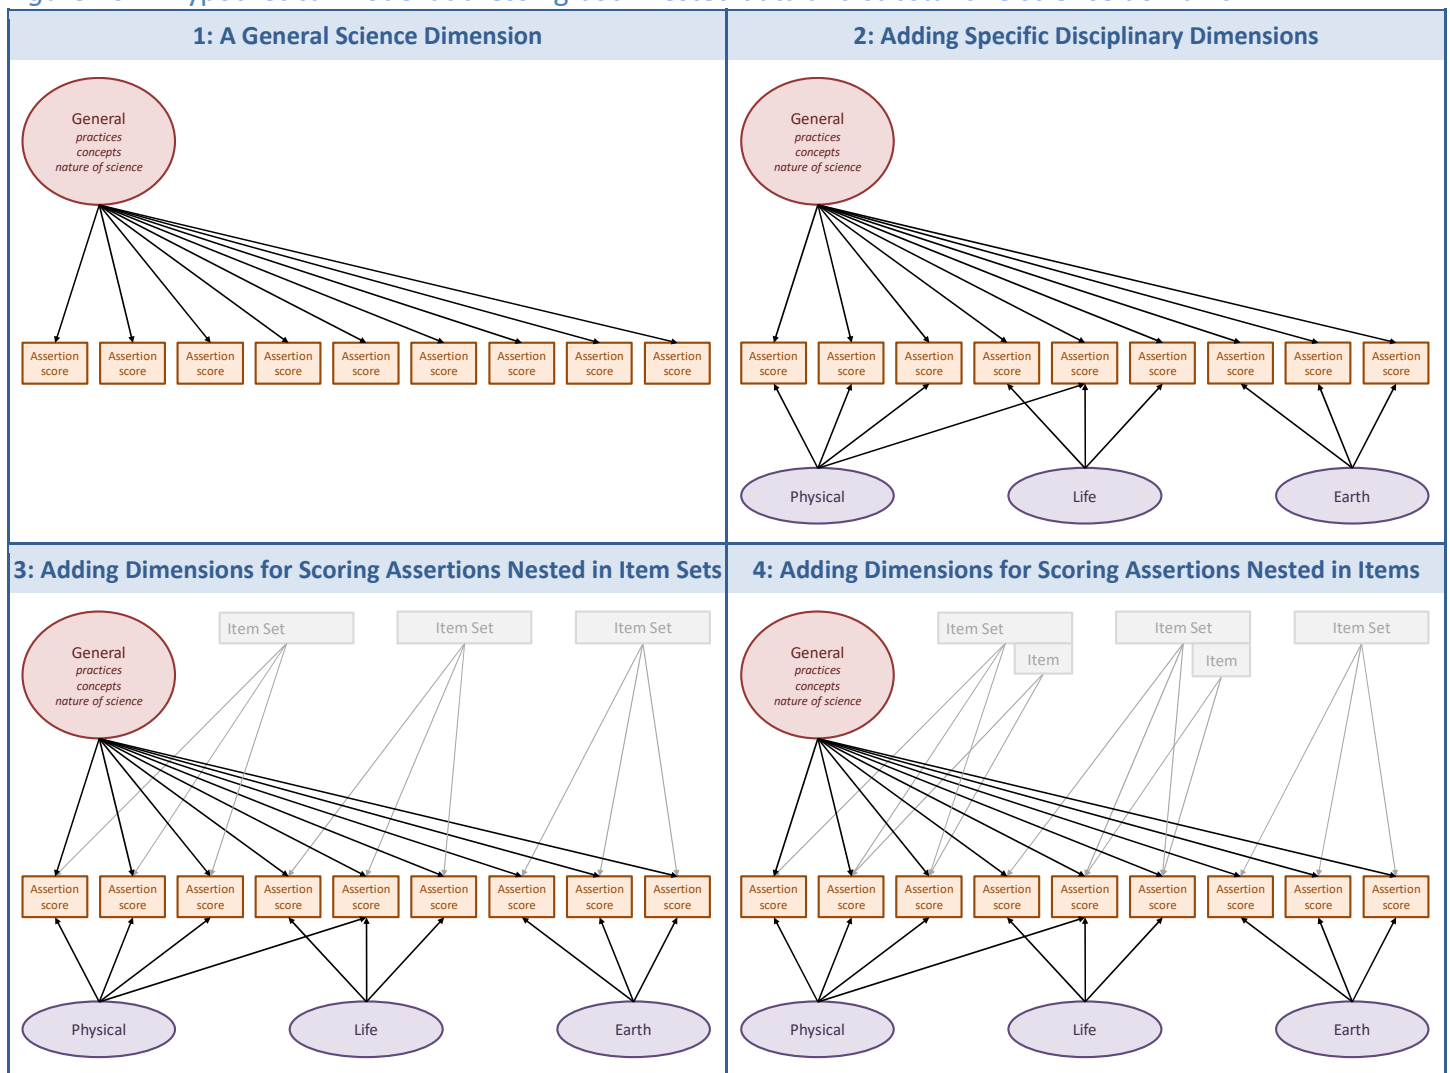 1: A General Science Dimension
General
practices
concepts
nature of science
Assertion score
Assertion score
Assertion score
Assertion score
Assertion score
Assertion score
Assertion score
Assertion score
Assertion score
2: Adding Specific Disciplinary Dimensions
General
practices
concepts
nature of science
Assertion score
Assertion score
Assertion score
Assertion score
Assertion score
Assertion score
Assertion score
Assertion score
Assertion score
Physical
Life
Earth
3: Adding Dimensions for Scoring Assertions Nested in Item Sets
General
practices
concepts
nature of science
Item Set
Item Set
Item Set
Assertion score
Assertion score
Assertion score
Assertion score
Assertion score
Assertion score
Assertion score
Assertion score
Assertion score
Physical
Life
Earth
4: Adding Dimensions for Scoring Assertions Nested in Items
General
practices
concepts
nature of science
Item Set
Item
Item Set
Item
Item Set
Assertion score
Assertion score
Assertion score
Assertion score
Assertion score
Assertion score
Assertion score
Assertion score
Assertion score
Physical
Life
Earth